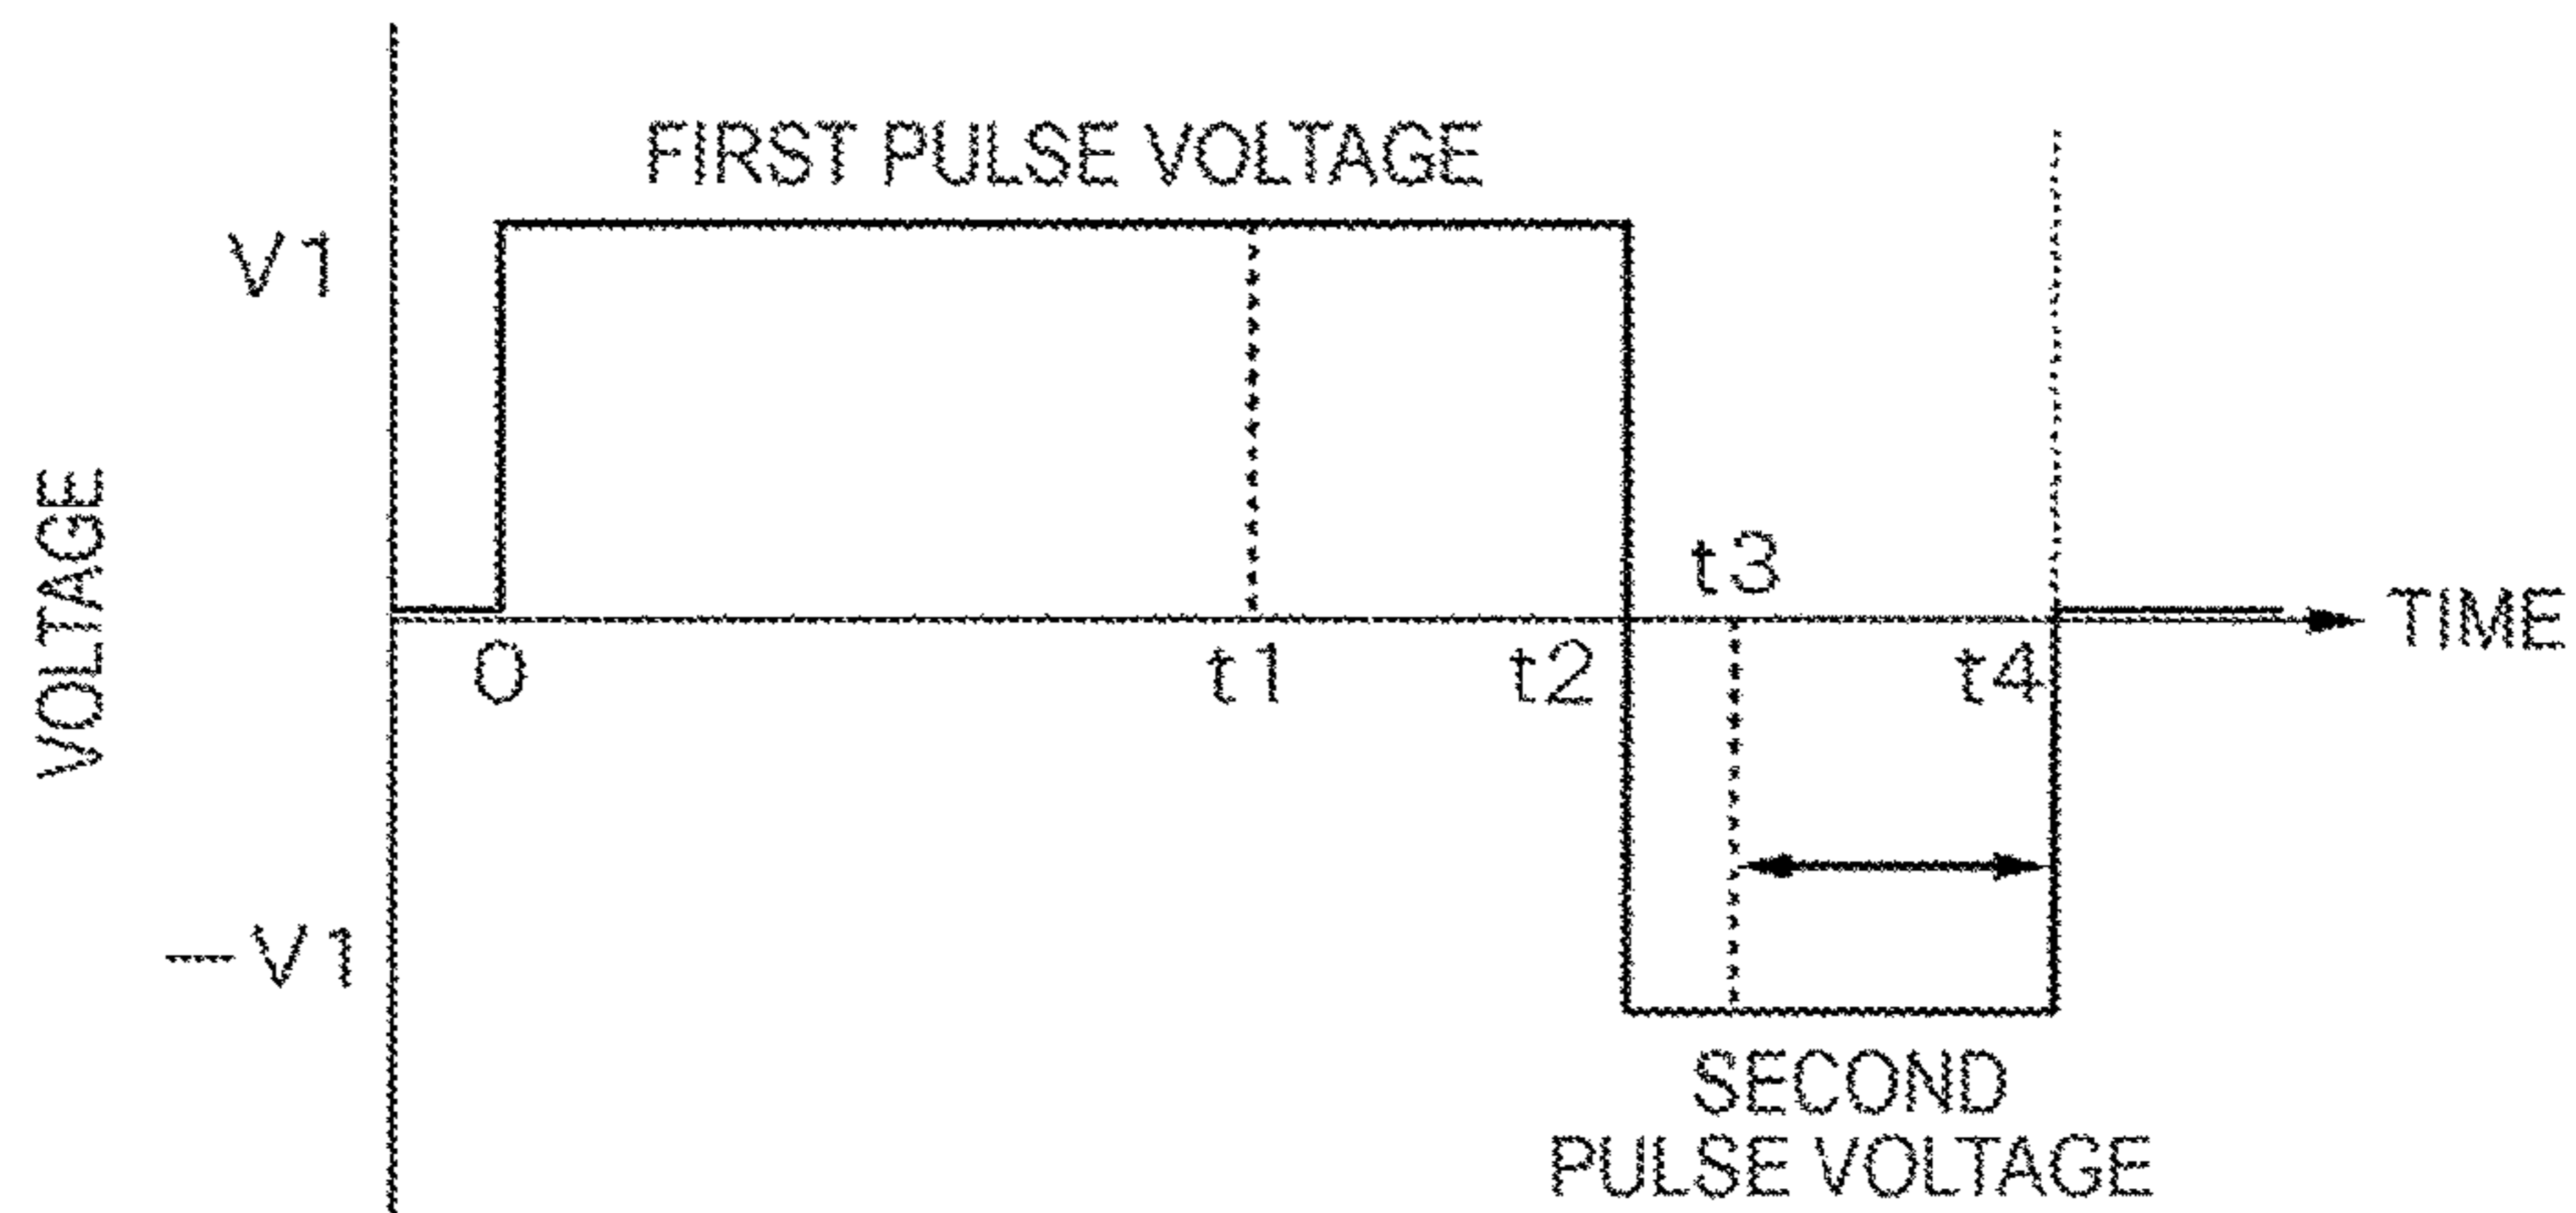 FIRST PULSE VOLTAGE
V1
VOLTAGE
t3
TIME
0
t1
t2
t4
−V1
SECOND
PULSE VOLTAGE